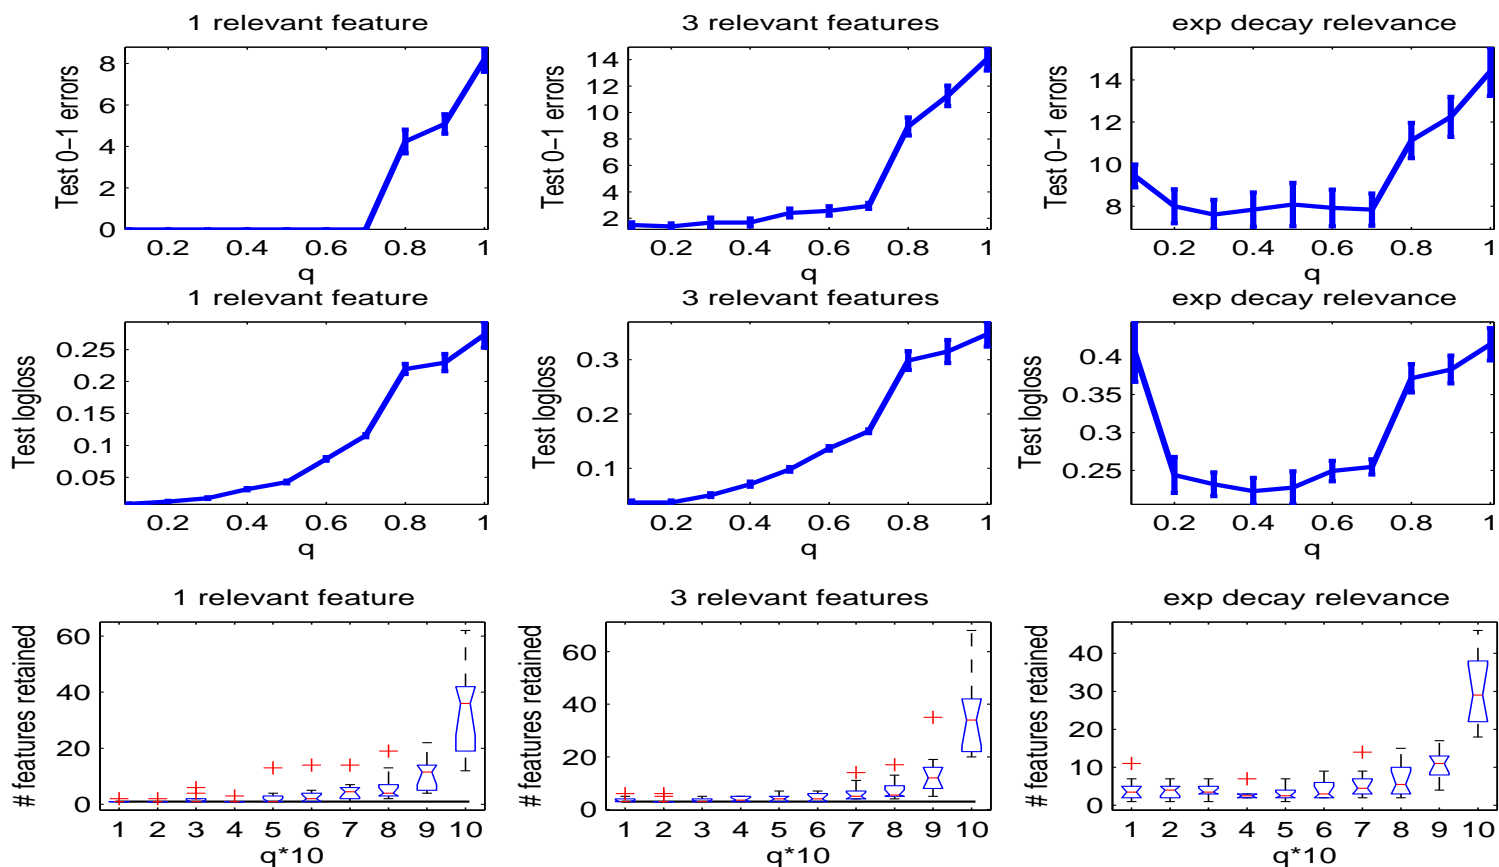 1 relevant feature
Test 0−1 errors
8
6
4
2
0
0.2 0.4 0.6 0.8 1
q
3 relevant features
Test 0−1 errors
14
12
10
8
6
4
2
0.2 0.4 0.6 0.8 1
q
exp decay relevance
Test 0−1 errors
14
12
10
8
0.2 0.4 0.6 0.8 1
q
1 relevant feature
Test logloss
0.25
0.2
0.15
0.1
0.05
0.2 0.4 0.6 0.8 1
q
3 relevant features
Test logloss
0.3
0.2
0.1
0.2 0.4 0.6 0.8 1
q
exp decay relevance
Test logloss
0.4
0.35
0.3
0.25
0.2 0.4 0.6 0.8 1
q
1 relevant feature
# features retained
60
40
20
0
1 2 3 4 5 6 7 8 9 10
q*10
3 relevant features
# features retained
60
40
20
0
1 2 3 4 5 6 7 8 9 10
q*10
exp decay relevance
# features retained
40
30
20
10
0
1 2 3 4 5 6 7 8 9 10
q*10